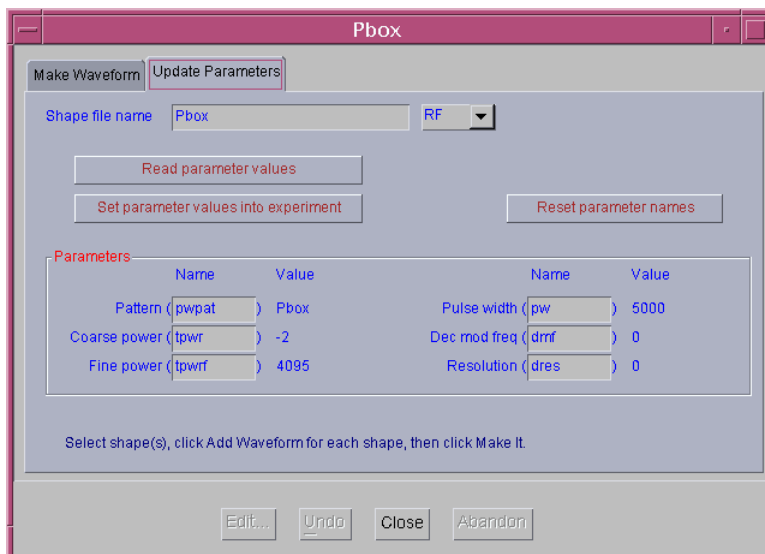 Pbox
Make Waveform Update Parameters
Shape file name Pbox RF
Read parameter values
Set parameter values into experiment Reset parameter names
Parameters
Name Value Name Value
Pattern (pwpat) Pbox Pulse width (pw) 5000
Coarse power (tpwr) -2 Dec mod freq (dmf) 0
Fine power (tpwrf) 4095 Resolution (dres) 0
Select shape(s), click Add Waveform for each shape, then click Make It.
Edit... Undo Close Abandon